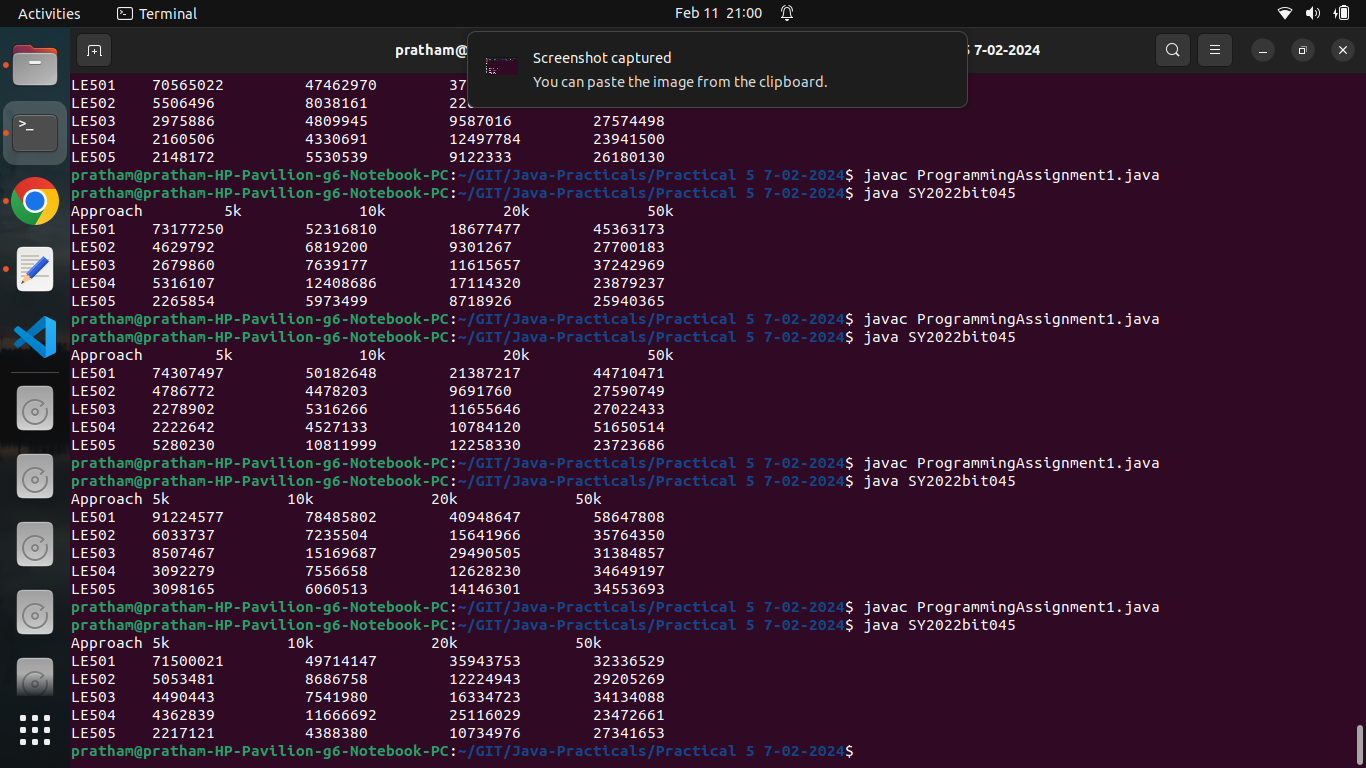 Activities Terminal Feb 11 21:00
pratham@ 5 7-02-2024
Screenshot captured
You can paste the image from the clipboard.
LE501 70565022 47462970 37
LE502 5506496 8038161 22
LE503 2975886 4809945 9587016 27574498
LE504 2160506 4330691 12497784 23941500
LE505 2148172 5530539 9122333 26180130
pratham@pratham-HP-Pavilion-g6-Notebook-PC:~/GIT/Java-Practicals/Practical 5 7-02-2024$ javac ProgrammingAssignment1.java
pratham@pratham-HP-Pavilion-g6-Notebook-PC:~/GIT/Java-Practicals/Practical 5 7-02-2024$ java SY2022bit045
Approach 5k 10k 20k 50k
LE501 73177250 52316810 18677477 45363173
LE502 4629792 6819200 9301267 27700183
LE503 2679860 7639177 11615657 37242969
LE504 5316107 12408686 17114320 23879237
LE505 2265854 5973499 8718926 25940365
pratham@pratham-HP-Pavilion-g6-Notebook-PC:~/GIT/Java-Practicals/Practical 5 7-02-2024$ javac ProgrammingAssignment1.java
pratham@pratham-HP-Pavilion-g6-Notebook-PC:~/GIT/Java-Practicals/Practical 5 7-02-2024$ java SY2022bit045
Approach 5k 10k 20k 50k
LE501 74307497 50182648 21387217 44710471
LE502 4786772 4478203 9691760 27590749
LE503 2278902 5316266 11655646 27022433
LE504 2222642 4527133 10784120 51650514
LE505 5280230 10811999 12258330 23723686
pratham@pratham-HP-Pavilion-g6-Notebook-PC:~/GIT/Java-Practicals/Practical 5 7-02-2024$ javac ProgrammingAssignment1.java
pratham@pratham-HP-Pavilion-g6-Notebook-PC:~/GIT/Java-Practicals/Practical 5 7-02-2024$ java SY2022bit045
Approach 5k 10k 20k 50k
LE501 91224577 78485802 40948647 58647808
LE502 6033737 7235504 15641966 35764350
LE503 8507467 15169687 29490505 31384857
LE504 3092279 7556658 12628230 34649197
LE505 3098165 6060513 14146301 34553693
pratham@pratham-HP-Pavilion-g6-Notebook-PC:~/GIT/Java-Practicals/Practical 5 7-02-2024$ javac ProgrammingAssignment1.java
pratham@pratham-HP-Pavilion-g6-Notebook-PC:~/GIT/Java-Practicals/Practical 5 7-02-2024$ java SY2022bit045
Approach 5k 10k 20k 50k
LE501 71500021 49714147 35943753 32336529
LE502 5053481 8686758 12224943 29205269
LE503 4490443 7541980 16334723 34134088
LE504 4362839 11666692 25116029 23472661
LE505 2217121 4388380 10734976 27341653
pratham@pratham-HP-Pavilion-g6-Notebook-PC:~/GIT/Java-Practicals/Practical 5 7-02-2024$